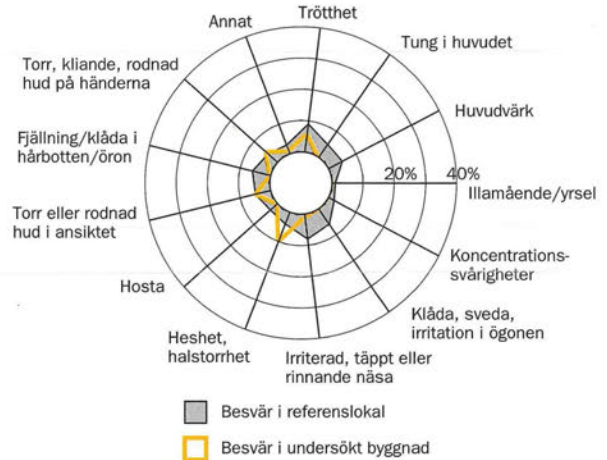 Trötthet
Tung i huvudet
Huvudvärk
20% 40%
Illamående/yrsel
Koncentrations-
svårigheter
Klåda, sveda,
irritation i ögonen
Irriterad, täppt eller
rinnande näsa
Heshet,
halstorrhet
Hosta
Torr eller rodnad
hud i ansiktet
Fjällning/klåda i
hårbotten/öron
Torr, kliande, rodnad
hud på händerna
Annat
Besvär i referenslokal
Besvär i undersökt byggnad